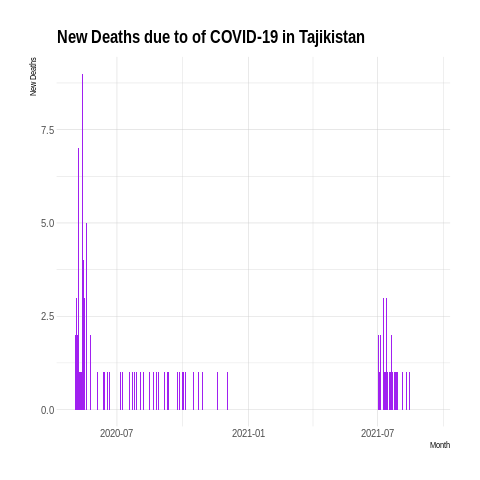 New Deaths due to of COVID-19 in Tajikistan
New Deaths
7.5
5.0
2.5
0.0
2020-07
2021-01
2021-07
Month